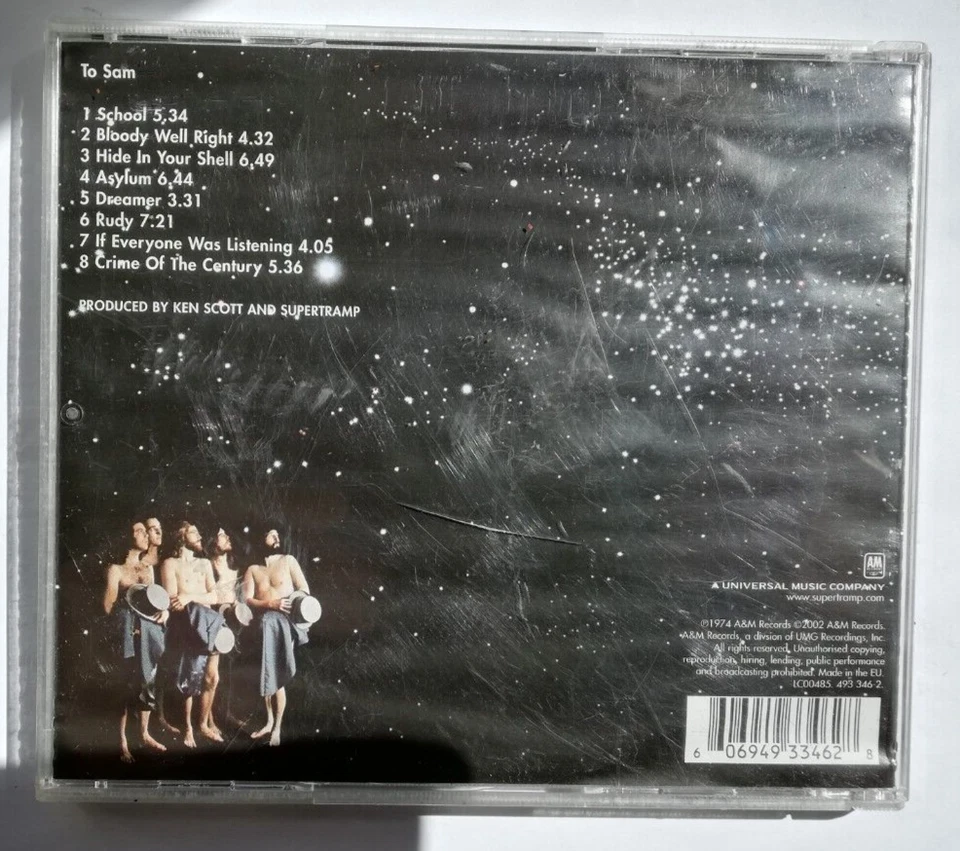 To Sam
1 School 5.34
2 Bloody Well Right 4.32
3 Hide In Your Shell 6.49
4 Asylum 6.44
5 Dreamer 3.31
6 Rudy 7:21
7 If Everyone Was Listening 4.05
8 Crime Of The Century 5.36
PRODUCED BY KEN SCOTT AND SUPERTRAMP
AM
A UNIVERSAL MUSIC COMPANY
www.supertramp.com
℗1974 A&M Records ©2002 A&M Records.
A&M Records, a division of UMG Recordings, Inc.
All rights reserved. Unauthorised copying,
reproduction, hiring, lending, public performance
and broadcasting prohibited. Made in the EU.
LC00485. 493 346-2.
6 06949 33462 8